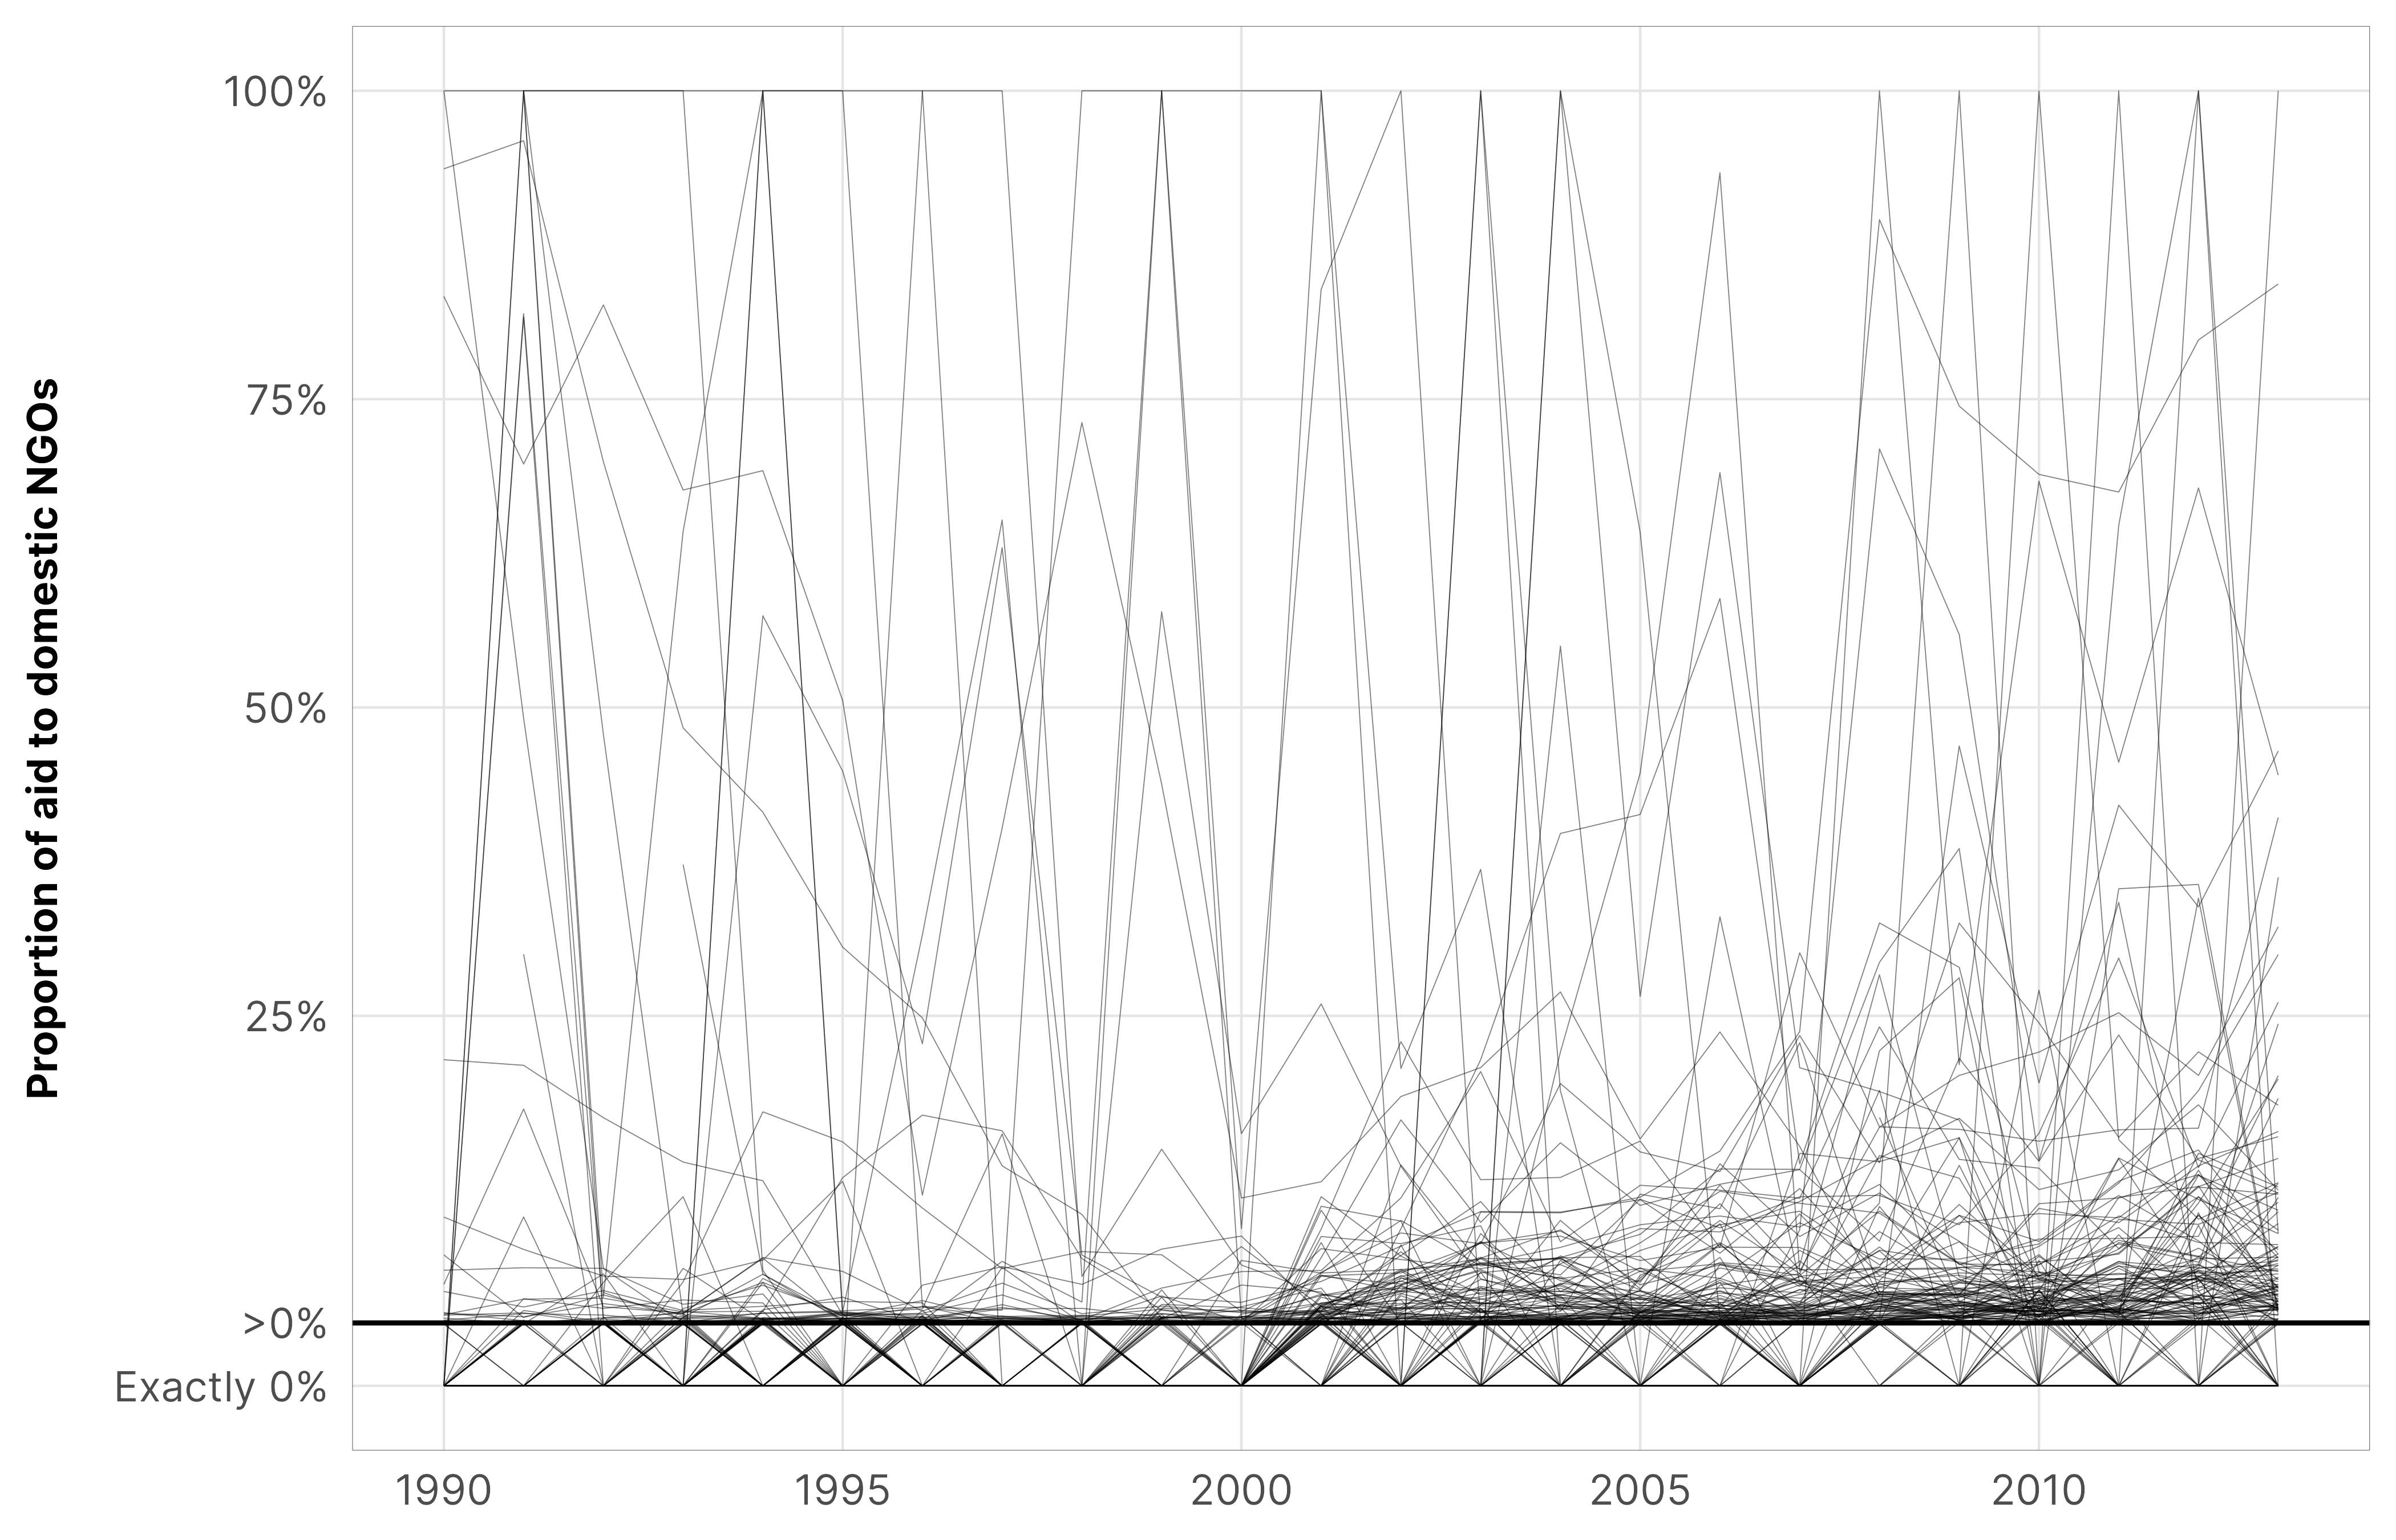 Proportion of aid to domestic NGOs
100%
75%
50%
25%
>0%
Exactly 0%
1990 1995 2000 2005 2010